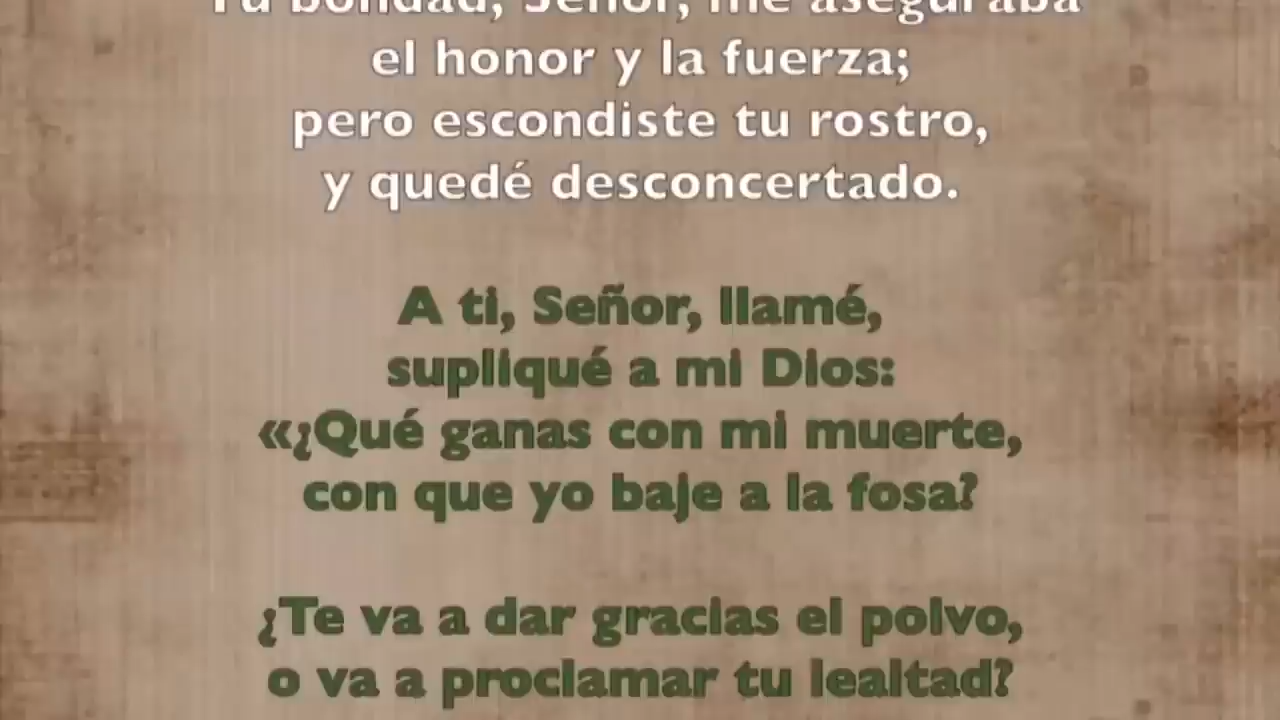 Tu bondad, Señor, me aseguraba
el honor y la fuerza;
pero escondiste tu rostro,
y quedé desconcertado.
A ti, Señor, llamé,
supliqué a mi Dios:
«¿Qué ganas con mi muerte,
con que yo baje a la fosa?
¿Te va a dar gracias el polvo,
o va a proclamar tu lealtad?